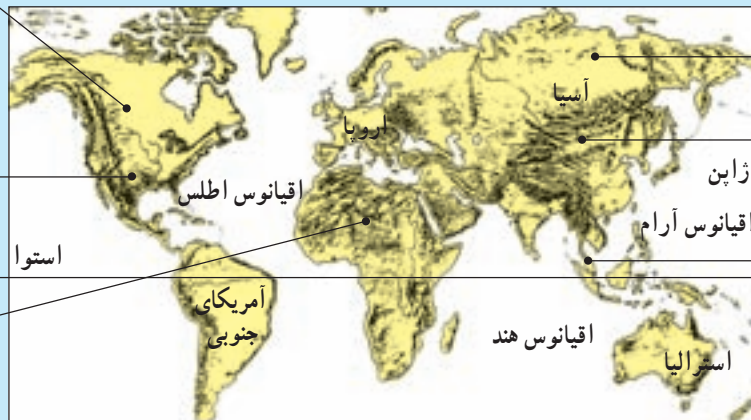 آسیا
اروپا
ژاپن
اقیانوس اطلس
اقیانوس آرام
استوا
آمریکای
جنوبی
اقیانوس هند
استرالیا